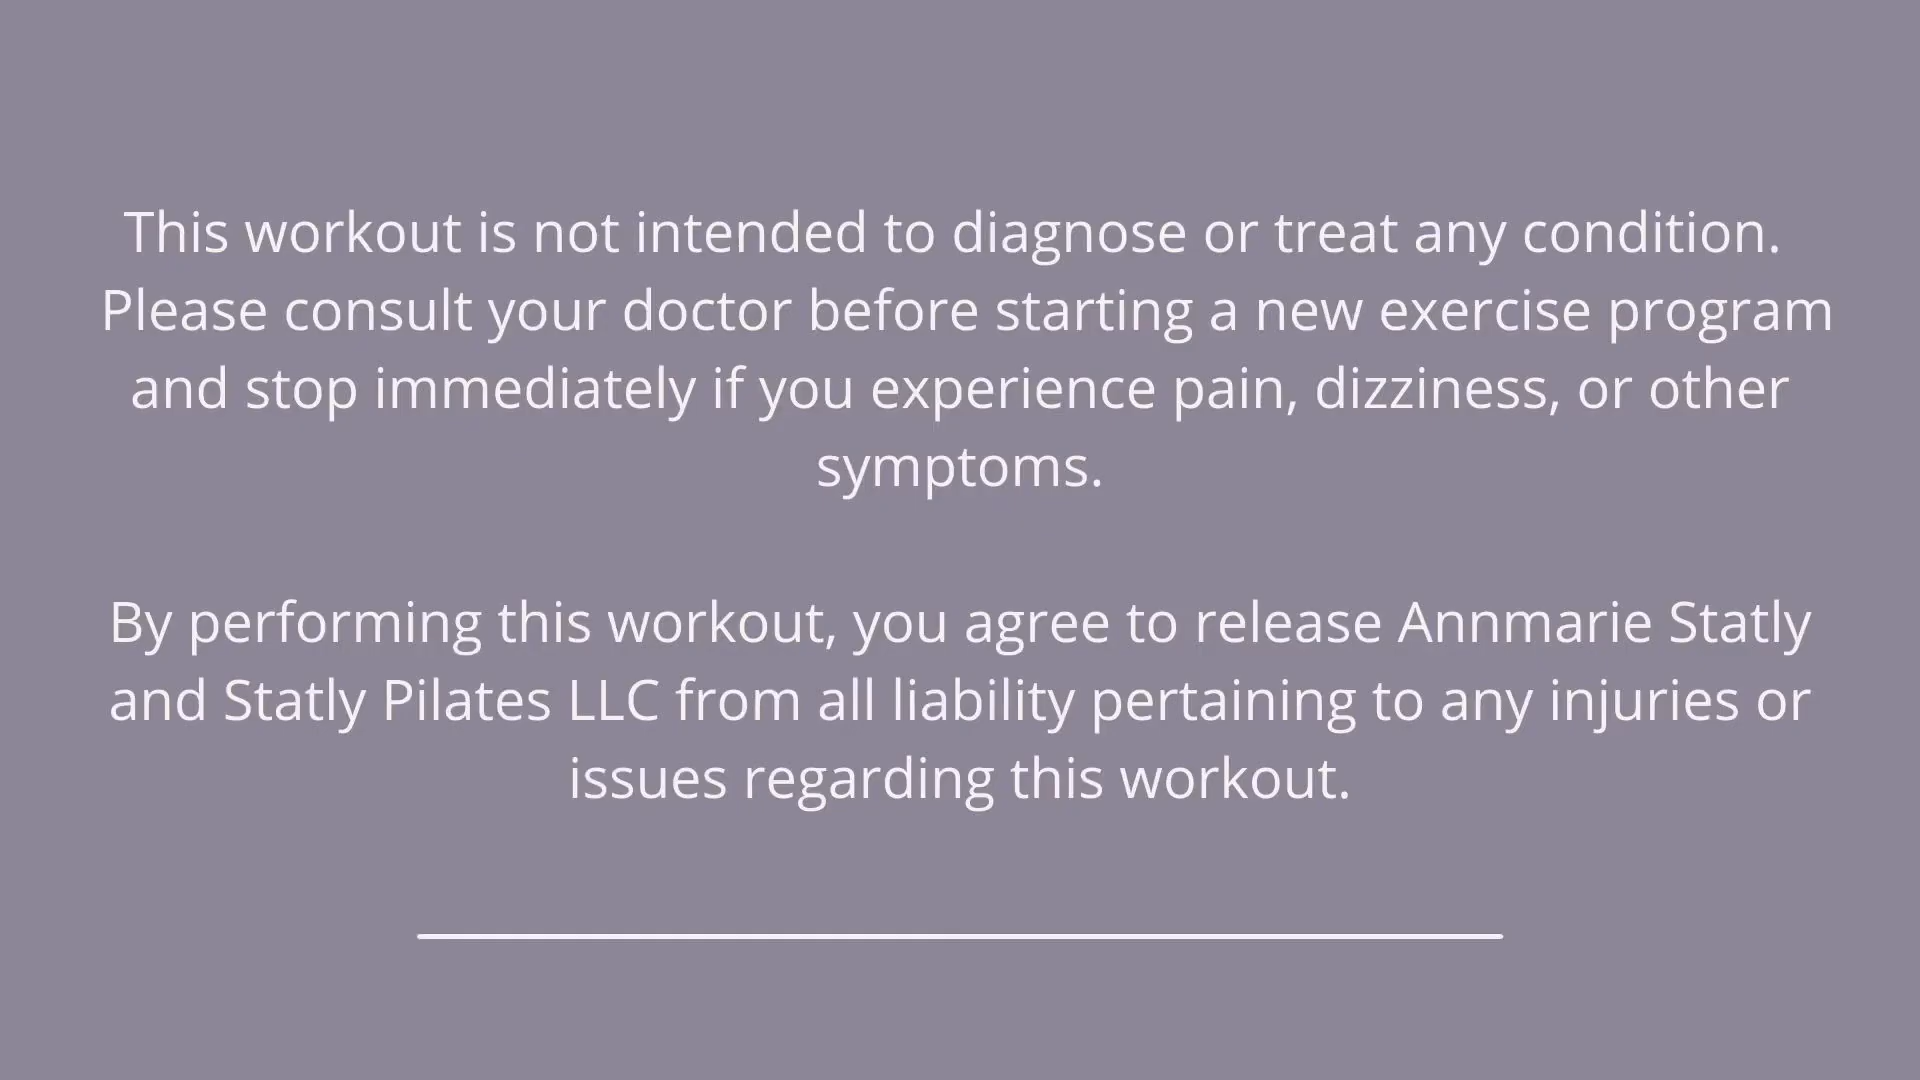 This workout is not intended to diagnose or treat any condition.
Please consult your doctor before starting a new exercise program
and stop immediately if you experience pain, dizziness, or other
symptoms.
By performing this workout, you agree to release Annmarie Statly
and Statly Pilates LLC from all liability pertaining to any injuries or
issues regarding this workout.